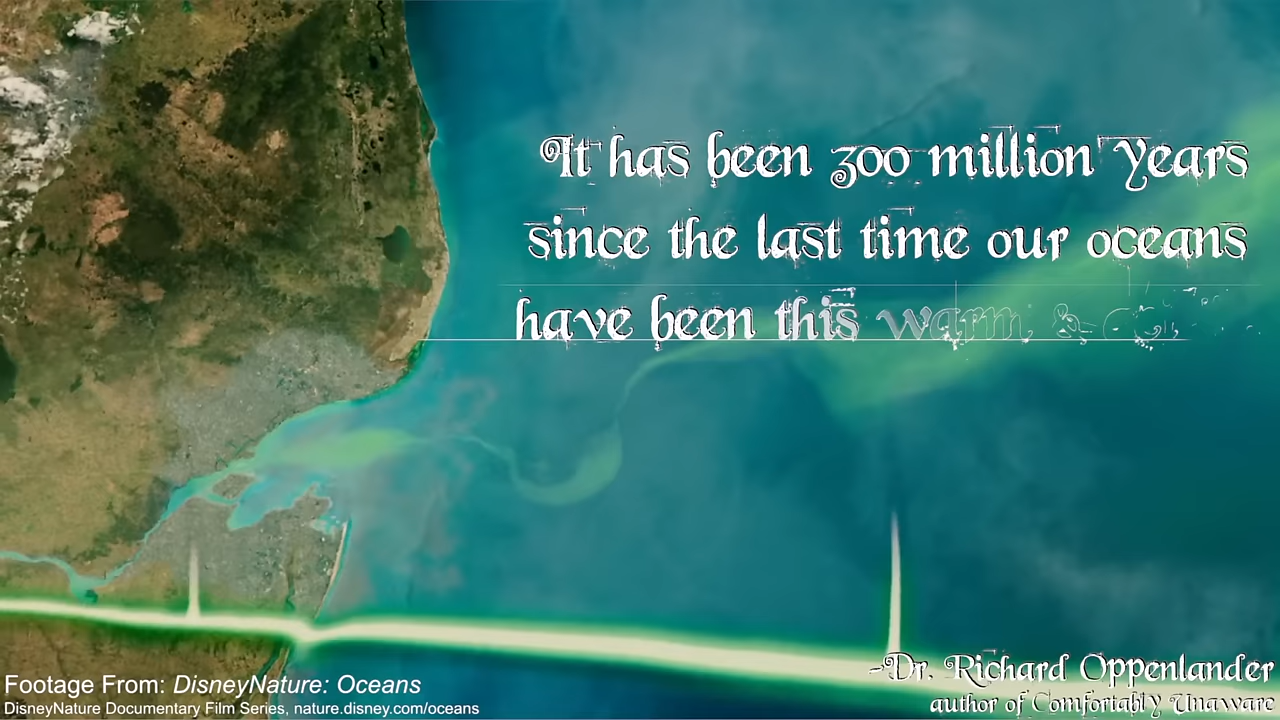 It has been 300 million years
since the last time our oceans
have been this warm &
-Dr. Richard Oppenlander
author of Comfortably Unaware
Footage From: DisneyNature: Oceans
DisneyNature Documentary Film Series, nature.disney.com/oceans